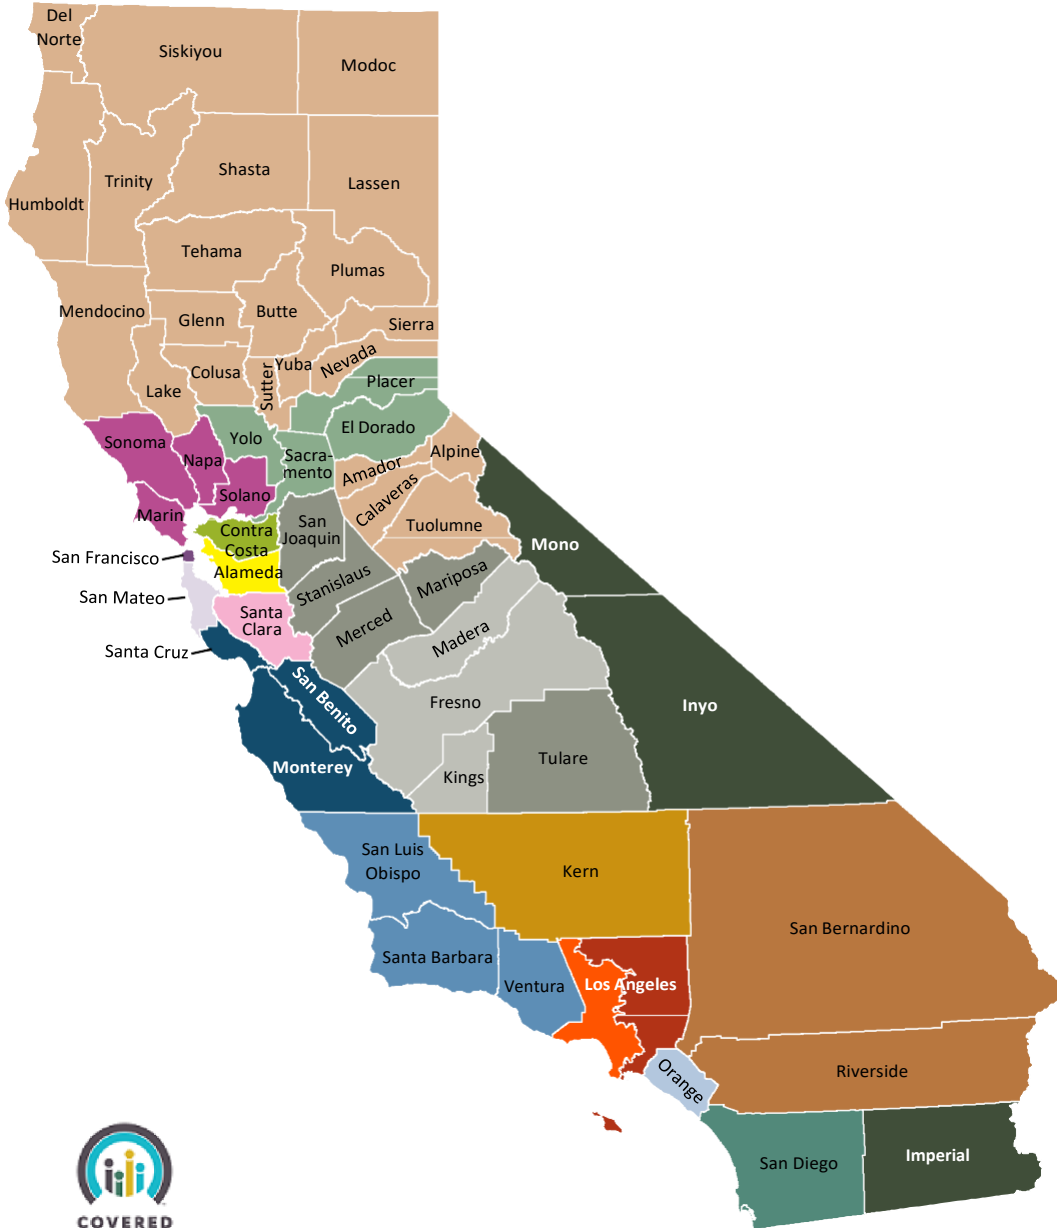 Del
Norte
Siskiyou
Modoc
Humboldt
Trinity
Shasta
Lassen
Tehama
Plumas
Mendocino
Glenn
Butte
Sierra
Lake
Colusa
Sutter
Yuba
Nevada
Placer
El Dorado
Sonoma
Napa
Yolo
Sacra-
mento
Solano
Marin
Amador
Alpine
Calaveras
Tuolumne
Contra
Costa
San
Joaquin
San Francisco
Alameda
Mono
Stanislaus
Mariposa
San Mateo
Santa
Clara
Merced
Madera
Santa Cruz
San Benito
Fresno
Inyo
Monterey
Kings
Tulare
San Luis
Obispo
Kern
San Bernardino
Santa Barbara
Ventura
Los Angeles
Orange
Riverside
San Diego
Imperial
COVERED